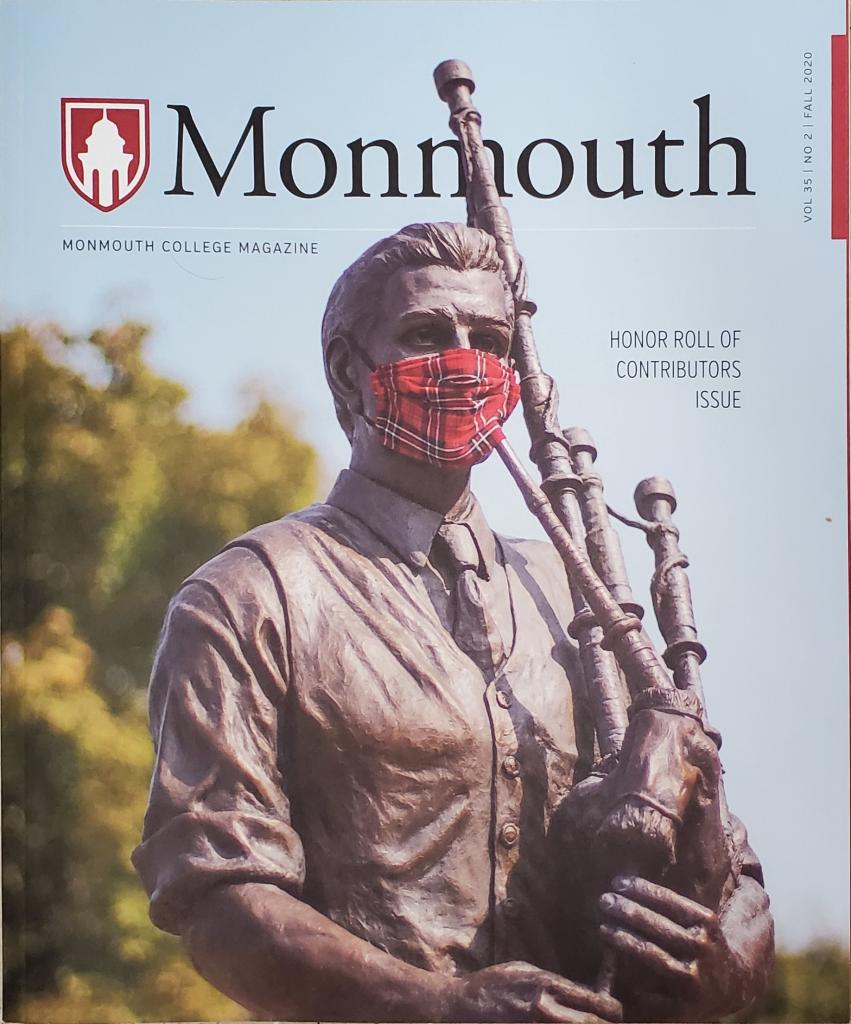 Monmouth
MONMOUTH COLLEGE MAGAZINE
VOL 35 | NO 2 | FALL 2020
HONOR ROLL OF
CONTRIBUTORS
ISSUE